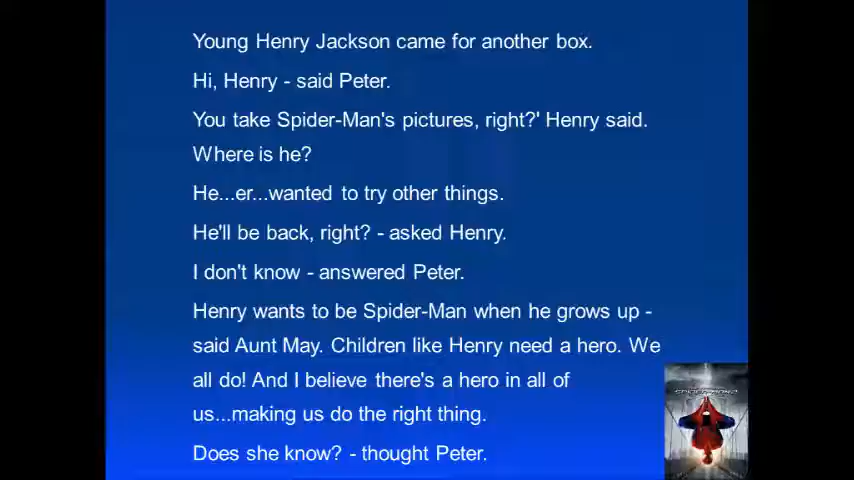 Young Henry Jackson came for another box.
Hi, Henry - said Peter.
You take Spider-Man's pictures, right?' Henry said.
Where is he?
He...er...wanted to try other things.
He'll be back, right? - asked Henry.
I don't know - answered Peter.
Henry wants to be Spider-Man when he grows up -
said Aunt May. Children like Henry need a hero. We
all do! And I believe there's a hero in all of
us...making us do the right thing.
Does she know? - thought Peter.